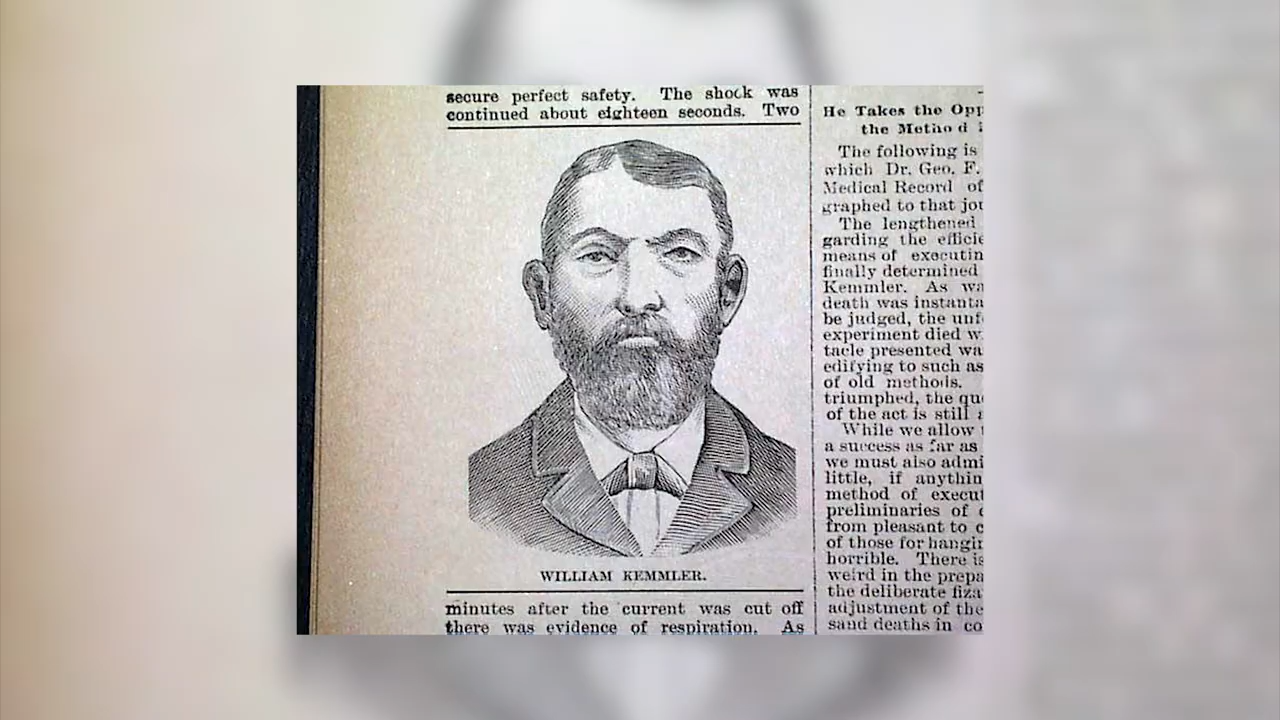 secure perfect safety. The shock was
continued about eighteen seconds. Two
WILLIAM KEMMLER.
minutes after the current was cut off
there was evidence of respiration. As
He Takes the Opp
the Method i
The following is
which Dr. Geo. F.
Medical Record of
graphed to that jou
The lengthened
garding the efficie
means of executin
finally determined
Kemmler. As wa
death was instanta
be judged, the unf
experiment died w
tacle presented wa
edifying to such as
of old methods.
triumphed, the que
of the act is still a
While we allow t
a success as far as
we must also admi
little, if anythin
method of execut
preliminaries of c
from pleasant to c
of those for hangin
horrible. There is
weird in the prepa
the deliberate fixa
adjustment of the
sand deaths in co